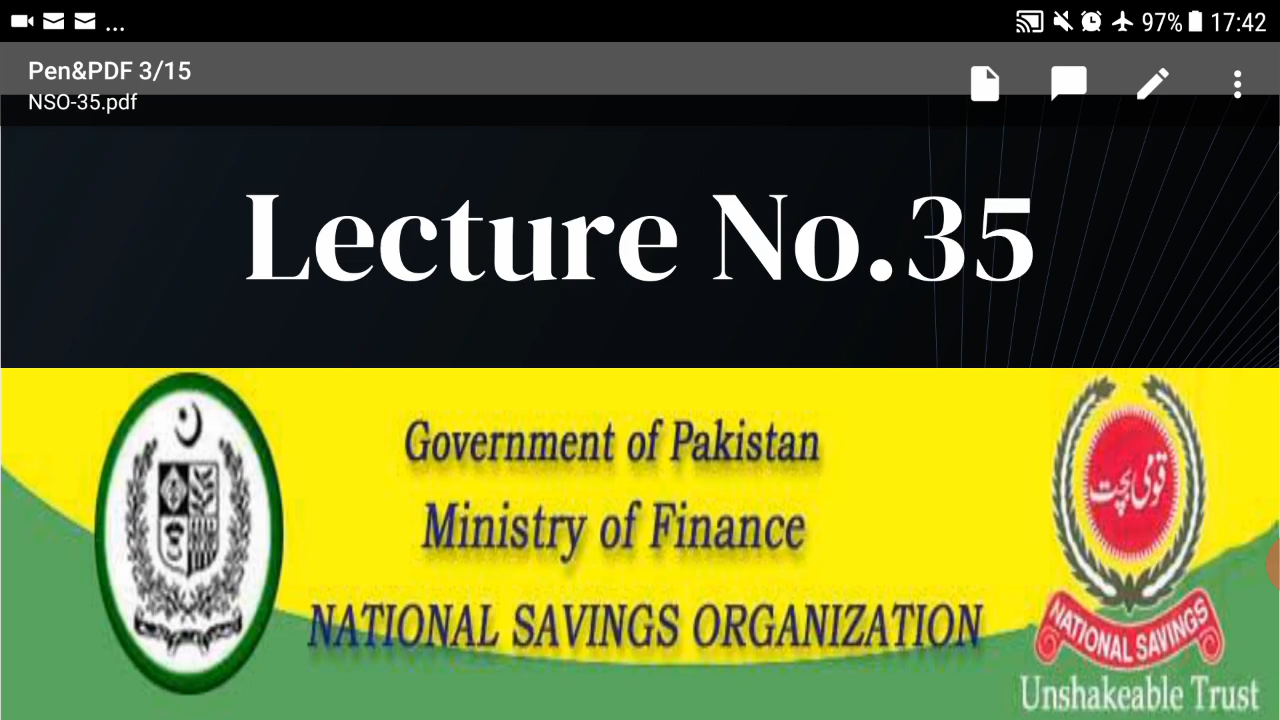 ... 97% 17:42
Pen&PDF 3/15
NSO-35.pdf
Lecture No.35
Government of Pakistan
Ministry of Finance
NATIONAL SAVINGS ORGANIZATION
قومی بچت
NATIONAL SAVINGS
Unshakeable Trust